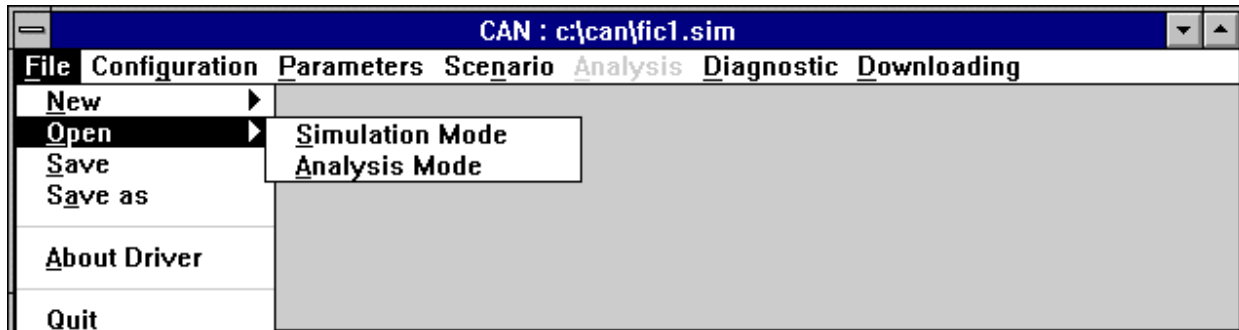 CAN : c:\can\fic1.sim
File Configuration Parameters Scenario Analysis Diagnostic Downloading
New
Open
Simulation Mode
Save
Analysis Mode
Save as
About Driver
Quit